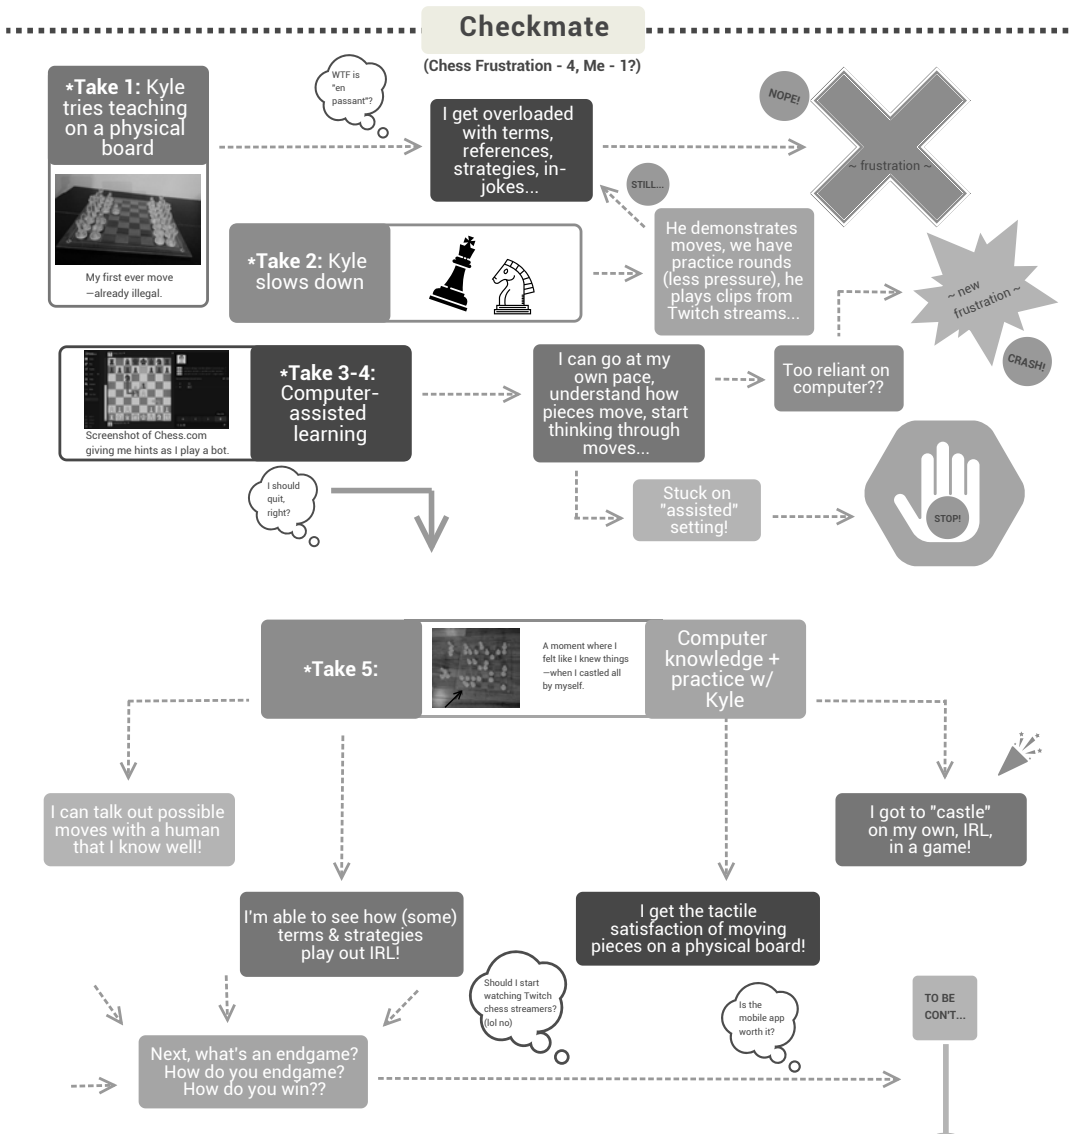 Checkmate
(Chess Frustration - 4, Me - 1?)
*Take 1: Kyle
tries teaching
on a physical
board
My first ever move
—already illegal.
WTF is
"en
passant"?
I get overloaded
with terms,
references,
strategies, in-
jokes...
NOPE!
~ frustration ~
STILL...
*Take 2: Kyle
slows down
He demonstrates
moves, we have
practice rounds
(less pressure), he
plays clips from
Twitch streams...
~ new
frustration ~
CRASH!
Screenshot of Chess.com
giving me hints as I play a bot.
*Take 3-4:
Computer-
assisted
learning
I can go at my
own pace,
understand how
pieces move, start
thinking through
moves...
Too reliant on
computer??
I should
quit,
right?
Stuck on
"assisted"
setting!
STOP!
*Take 5:
A moment where I
felt like I knew things
—when I castled all
by myself.
Computer
knowledge +
practice w/
Kyle
I can talk out possible
moves with a human
that I know well!
I got to "castle"
on my own, IRL,
in a game!
I'm able to see how (some)
terms & strategies
play out IRL!
I get the tactile
satisfaction of moving
pieces on a physical board!
Should I start
watching Twitch
chess streamers?
(lol no)
Is the
mobile app
worth it?
TO BE
CON'T...
Next, what's an endgame?
How do you endgame?
How do you win??